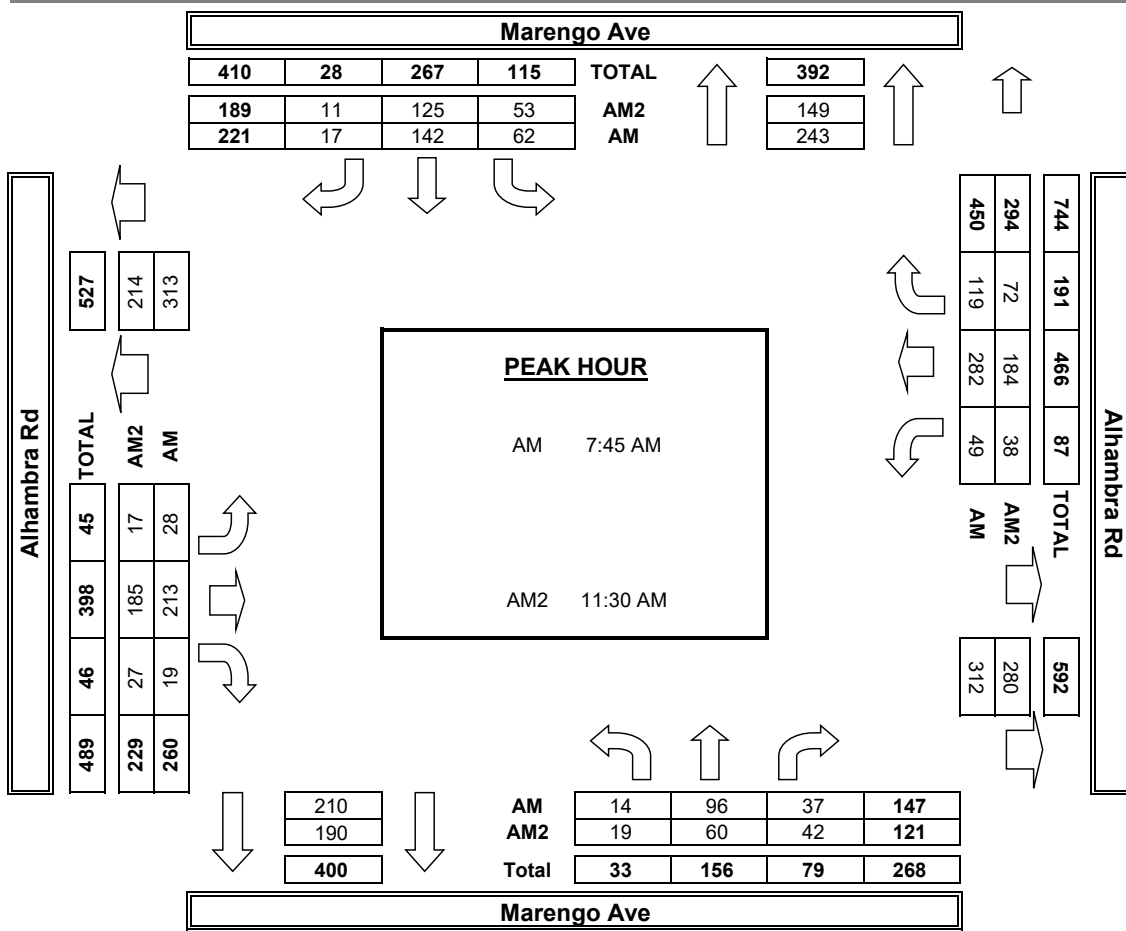 Marengo Ave
410 28 267 115 TOTAL 392
189 11 125 53 AM2 149
221 17 142 62 AM 243
Alhambra Rd
527 214 313
TOTAL AM2 AM
45 17 28
398 185 213
46 27 19
489 229 260
PEAK HOUR
AM 7:45 AM
AM2 11:30 AM
450 294 744
119 72 191
282 184 466
49 38 87
AM AM2 TOTAL
312 280 592
Alhambra Rd
210 AM 14 96 37 147
190 AM2 19 60 42 121
400 Total 33 156 79 268
Marengo Ave